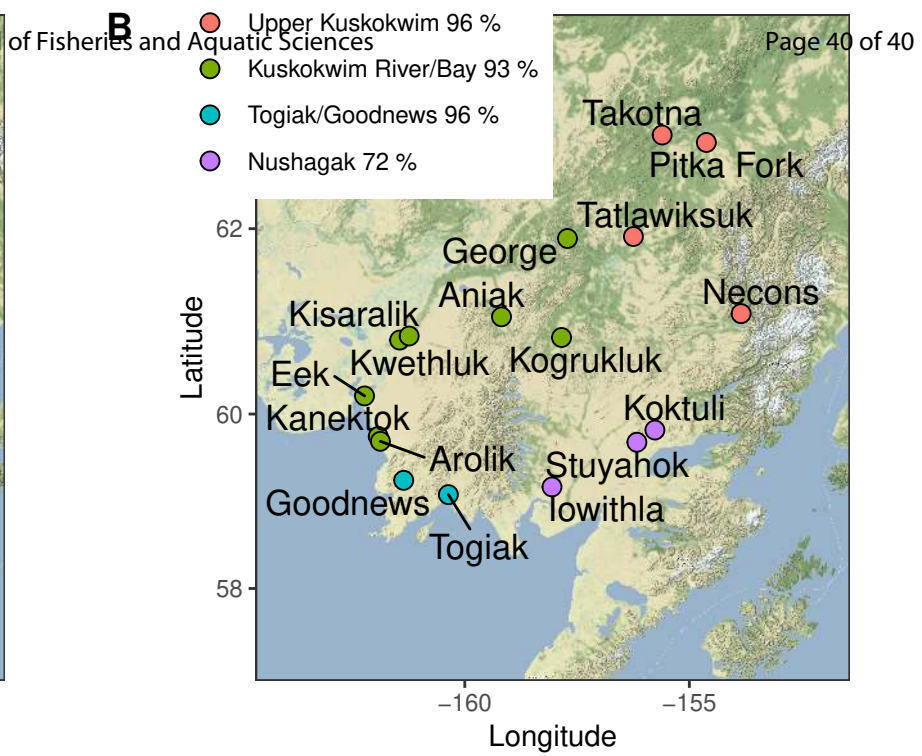 B
Upper Kuskokwim 96 %
of Fisheries and Aquatic Sciences
Page 40 of 40
Kuskokwim River/Bay 93 %
Togiak/Goodnews 96 %
Nushagak 72 %
Takotna
Pitka Fork
Tatlawiksuk
62
George
Necons
Aniak
Kisaralik
Kwethluk
Kogrukluk
Eek
Latitude
60
Kanektok
Koktuli
Arolik
Stuyahok
Goodnews
Iowithla
Togiak
58
−160
−155
Longitude